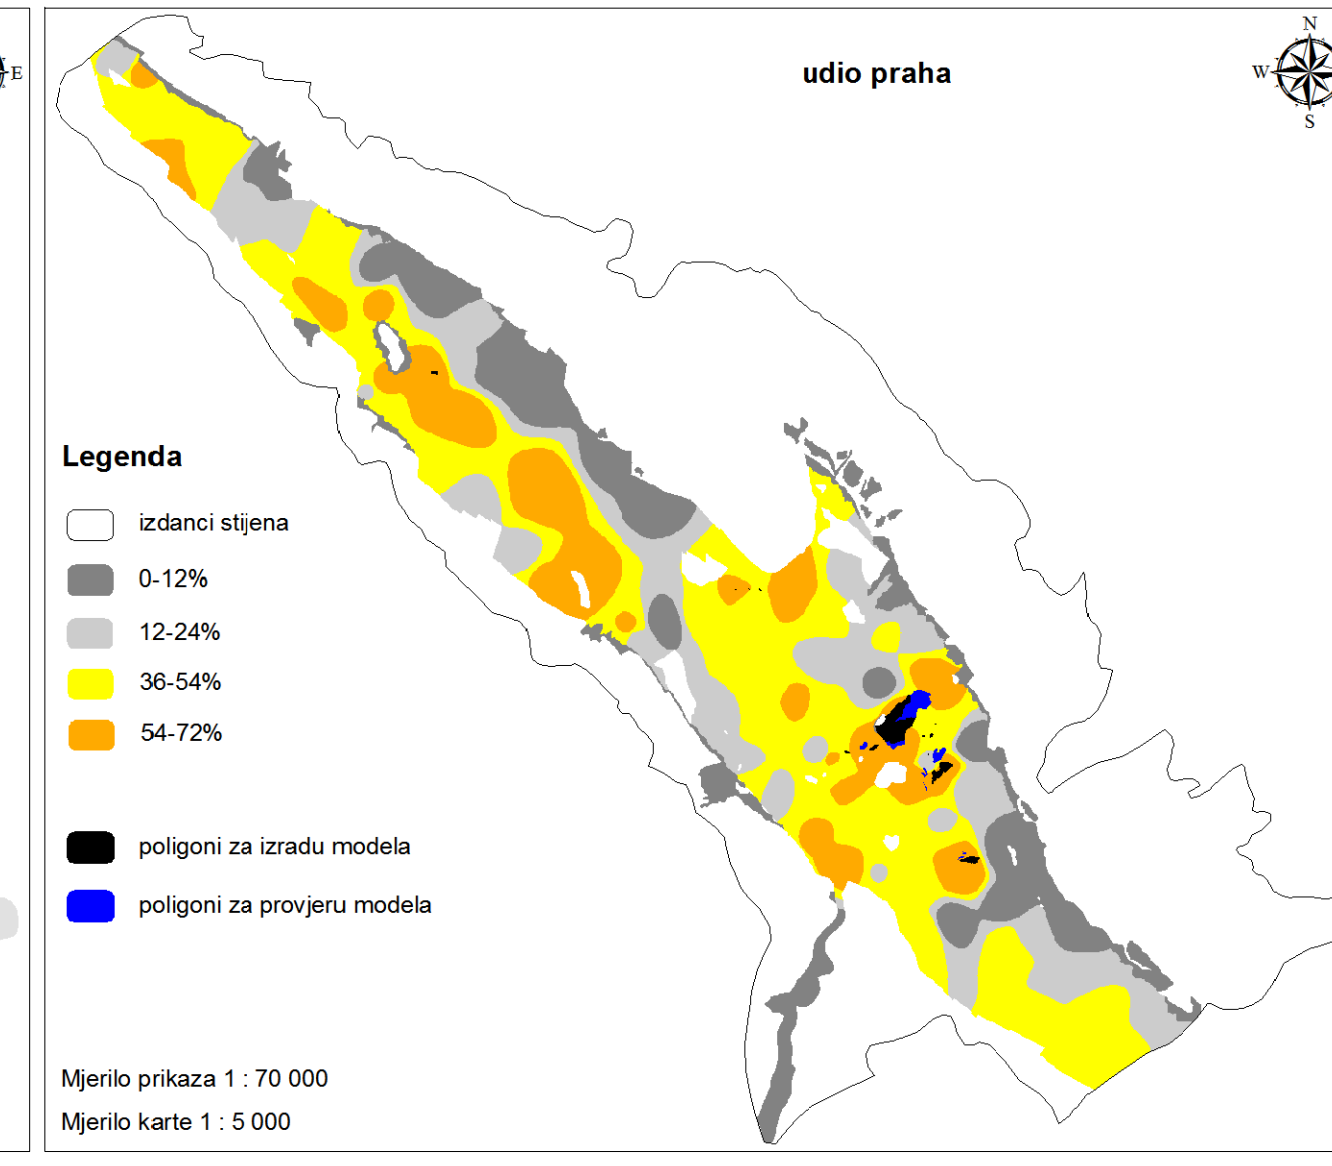 E
udio praha
N
W
S
Legenda
izdanci stijena
0-12%
12-24%
36-54%
54-72%
poligoni za izradu modela
poligoni za provjeru modela
Mjerilo prikaza 1 : 70 000
Mjerilo karte 1 : 5 000